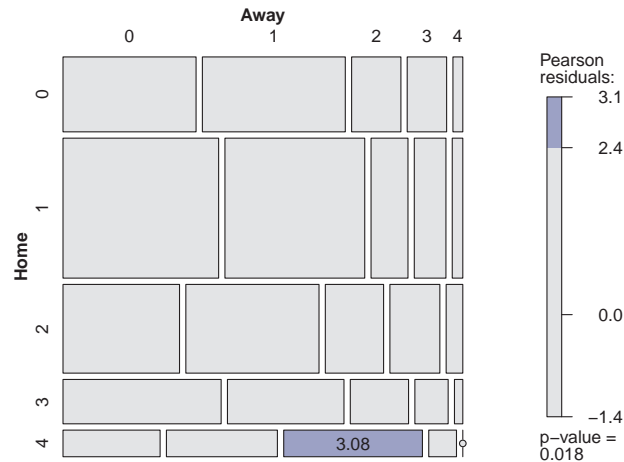 Away
0 1 2 3 4
Home
0
1
2
3
4
3.08
Pearson
residuals:
3.1
2.4
0.0
−1.4
p−value =
0.018